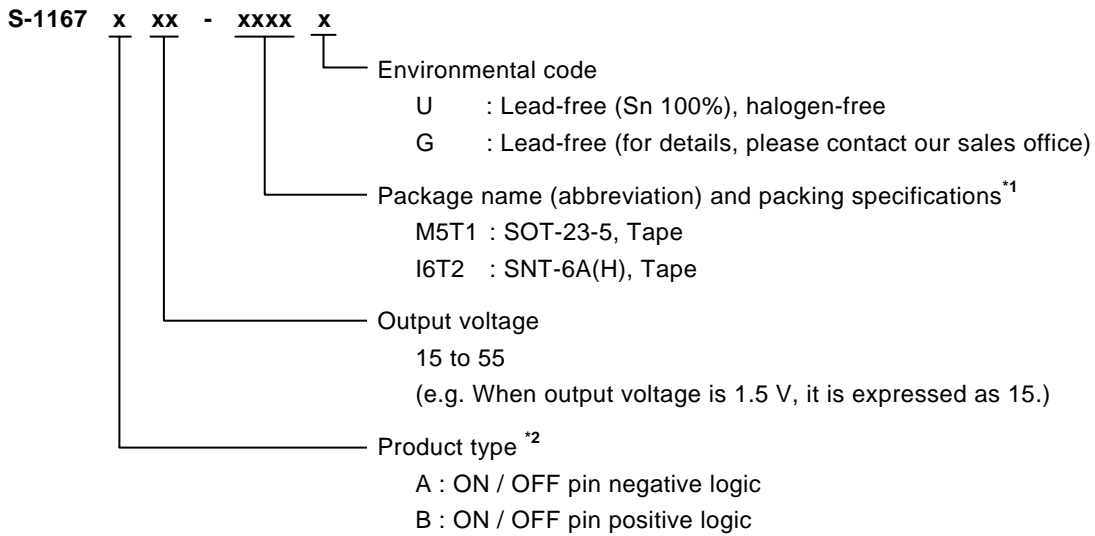 S-1167 x xx - xxxx x
Environmental code
U : Lead-free (Sn 100%), halogen-free
G : Lead-free (for details, please contact our sales office)
Package name (abbreviation) and packing specifications*1
M5T1 : SOT-23-5, Tape
I6T2 : SNT-6A(H), Tape
Output voltage
15 to 55
(e.g. When output voltage is 1.5 V, it is expressed as 15.)
Product type *2
A : ON / OFF pin negative logic
B : ON / OFF pin positive logic